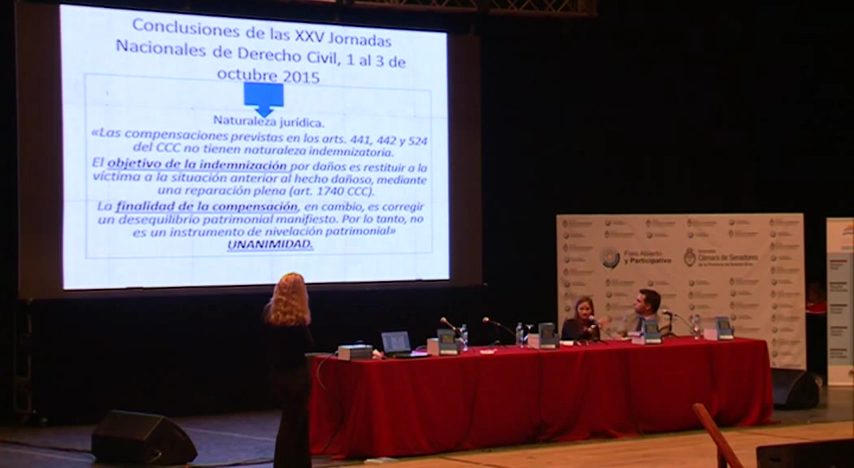 Conclusiones de las XXV Jornadas
Nacionales de Derecho Civil, 1 al 3 de
octubre 2015
Naturaleza jurídica.
«Las compensaciones previstas en los arts. 441, 442 y 524
del CCC no tienen naturaleza indemnizatoria.
El objetivo de la indemnización por daños es restituir a la
víctima a la situación anterior al hecho dañoso, mediante
una reparación plena (art. 1740 CCC).
La finalidad de la compensación, en cambio, es corregir
un desequilibrio patrimonial manifiesto. Por lo tanto, no
es un instrumento de nivelación patrimonial»
UNANIMIDAD.
Foro Abierto
y Participativo
Cámara de Senadores